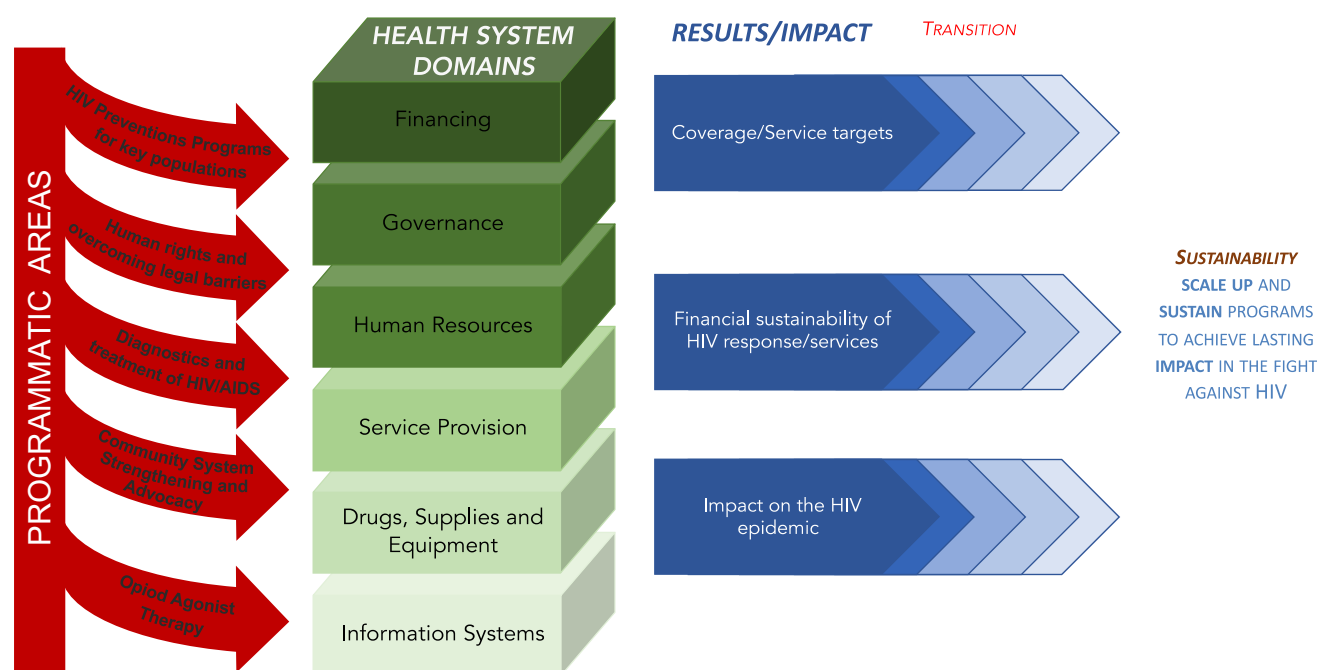 PROGRAMMATIC AREAS
HIV Preventions Programs
for key populations
Human rights and
overcoming legal barriers
Diagnostics and
treatment of HIV/AIDS
Community System
Strengthening and
Advocacy
Opiod Agonist
Therapy
HEALTH SYSTEM
DOMAINS
Financing
Governance
Human Resources
Service Provision
Drugs, Supplies and
Equipment
Information Systems
RESULTS/IMPACT
TRANSITION
Coverage/Service targets
Financial sustainability of
HIV response/services
Impact on the HIV
epidemic
SUSTAINABILITY
SCALE UP AND
SUSTAIN PROGRAMS
TO ACHIEVE LASTING
IMPACT IN THE FIGHT
AGAINST HIV